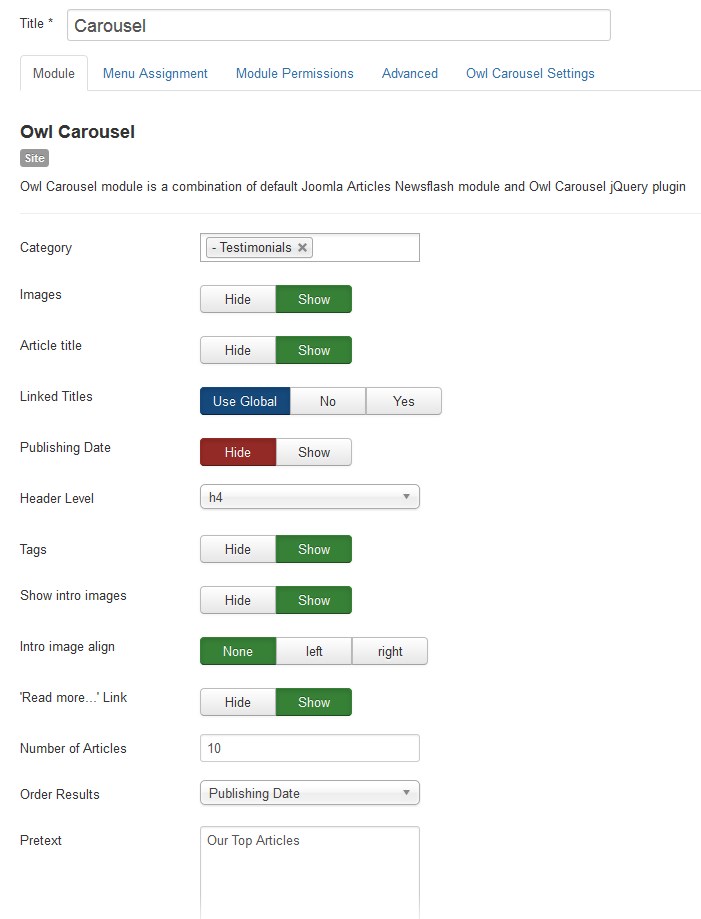 Title * Carousel
Module Menu Assignment Module Permissions Advanced Owl Carousel Settings
Owl Carousel
Site
Owl Carousel module is a combination of default Joomla Articles Newsflash module and Owl Carousel jQuery plugin
Category - Testimonials
Images Hide Show
Article title Hide Show
Linked Titles Use Global No Yes
Publishing Date Hide Show
Header Level h4
Tags Hide Show
Show intro images Hide Show
Intro image align None left right
'Read more...' Link Hide Show
Number of Articles 10
Order Results Publishing Date
Pretext Our Top Articles